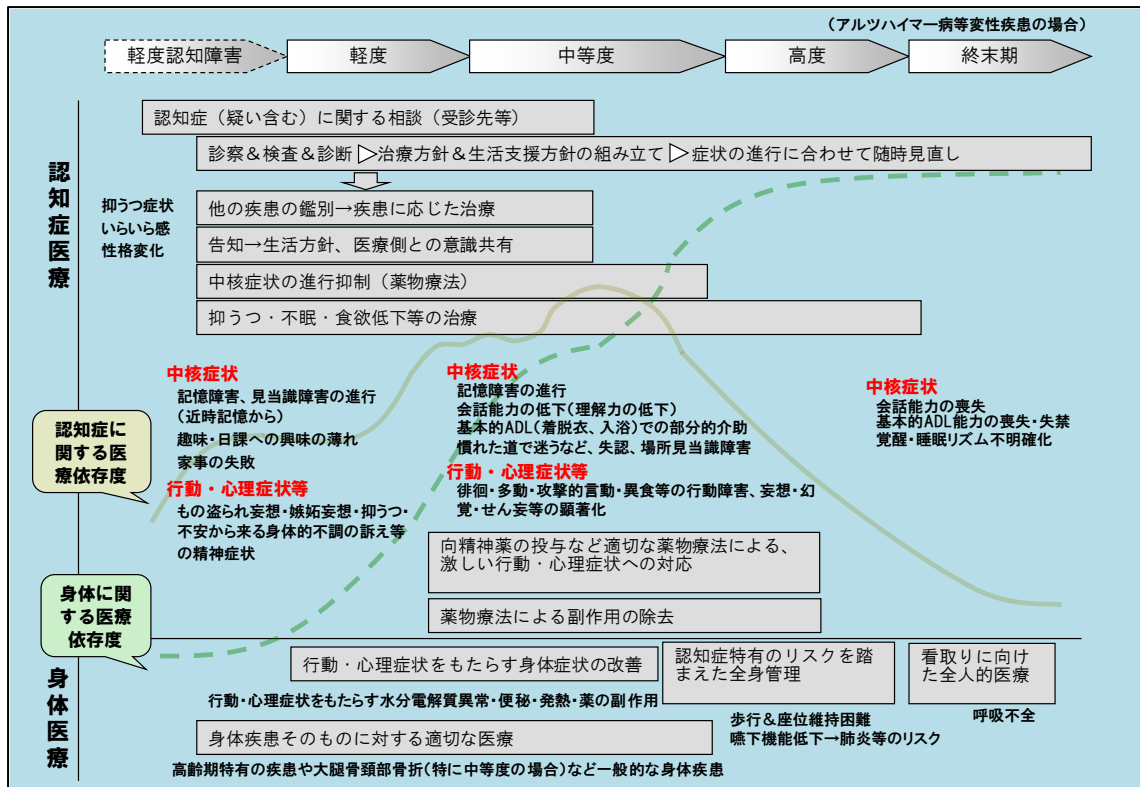 （アルツハイマー病等変性疾患の場合）
軽度認知障害
軽度
中等度
高度
終末期
認知症医療
認知症（疑い含む）に関する相談（受診先等）
診察＆検査＆診断 ▷治療方針＆生活支援方針の組み立て ▷症状の進行に合わせて随時見直し
抑うつ症状
いらいら感
性格変化
他の疾患の鑑別→疾患に応じた治療
告知→生活方針、医療側との意識共有
中核症状の進行抑制（薬物療法）
抑うつ・不眠・食欲低下等の治療
中核症状
記憶障害、見当識障害の進行
（近時記憶から）
趣味・日課への興味の薄れ
家事の失敗
行動・心理症状等
もの盗られ妄想・嫉妬妄想・抑うつ・
不安から来る身体的不調の訴え等
の精神症状
中核症状
記憶障害の進行
会話能力の低下（理解力の低下）
基本的ADL（着脱衣、入浴）での部分的介助
慣れた道で迷うなど、失認、場所見当識障害
行動・心理症状等
徘徊・多動・攻撃的言動・異食等の行動障害、妄想・幻
覚・せん妄等の顕著化
中核症状
会話能力の喪失
基本的ADL能力の喪失・失禁
覚醒・睡眠リズム不明確化
認知症に
関する医
療依存度
向精神薬の投与など適切な薬物療法による、
激しい行動・心理症状への対応
薬物療法による副作用の除去
身体に関
する医療
依存度
身体医療
行動・心理症状をもたらす身体症状の改善
行動・心理症状をもたらす水分電解質異常・便秘・発熱・薬の副作用
認知症特有のリスクを踏
まえた全身管理
歩行＆座位維持困難
嚥下機能低下→肺炎等のリスク
看取りに向け
た全人的医療
呼吸不全
身体疾患そのものに対する適切な医療
高齢期特有の疾患や大腿骨頚部骨折（特に中等度の場合）など一般的な身体疾患